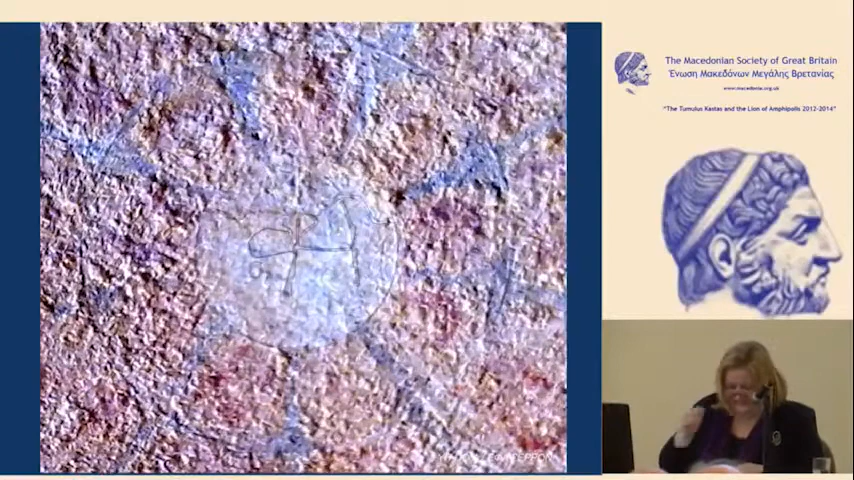 The Macedonian Society of Great Britain
Ένωση Μακεδόνων Μεγάλης Βρετανίας
www.macedonia.org.uk
"The Tumulus Kastas and the Lion of Amphipolis 2012-2014"